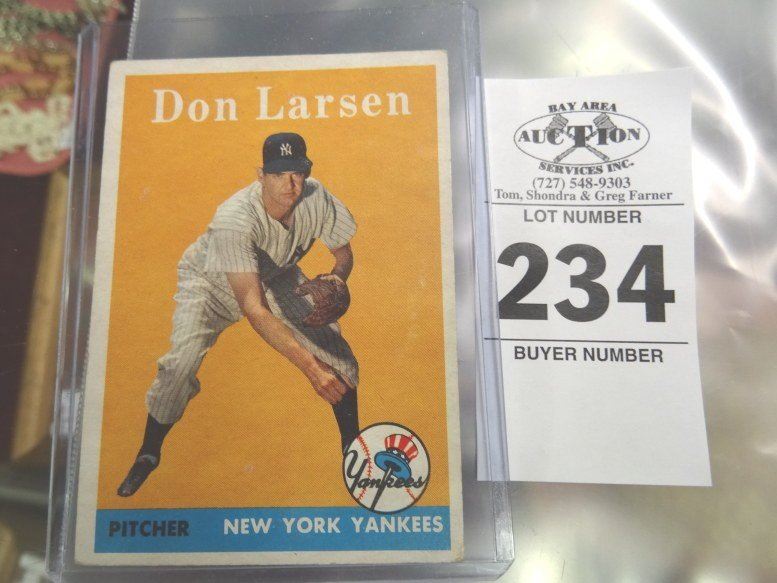 Don Larsen
NY
Yankees
PITCHER NEW YORK YANKEES
BAY AREA
AUCTION
SERVICES INC.
(727) 548-9303
Tom, Shondra & Greg Farner
LOT NUMBER
234
BUYER NUMBER